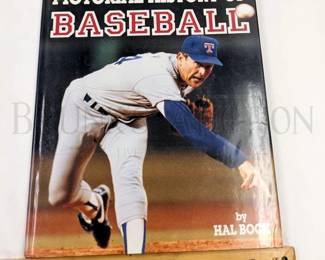 PICTORIAL HISTORY OF
BASEBALL
T
by
HAL BOCK